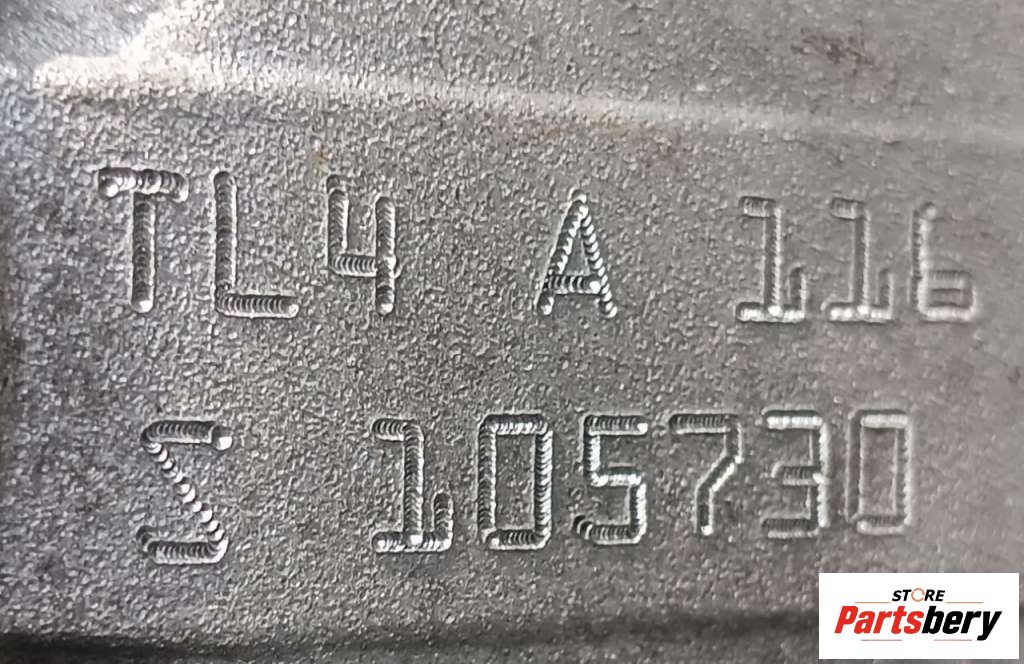 TL4 A 116
S 105730
STORE
Partsbery